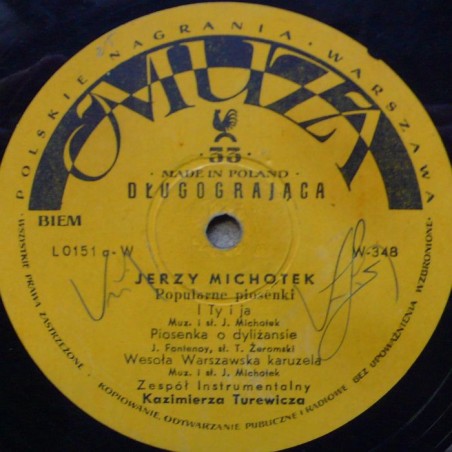 POLSKIE NAGRANIA · WARSZAWA
MUZA
33
MADE IN POLAND
DŁUGOGRAJĄCA
BIEM
L 0151 a-W
W-348
JERZY MICHOTEK
Popularne piosenki
I Ty i ja
Muz. i sł. J. Michotek
Piosenka o dyliżansie
J. Fontenoy, sł. T. Żeromski
Wesoła Warszawska karuzela
Muz. i sł. J. Michotek
Zespół Instrumentalny
Kazimierza Turewicza
WSZYSTKIE PRAWA ZASTRZEŻONE · KOPIOWANIE, ODTWARZANIE PUBLICZNE I RADIOWE BEZ UPOWAŻNIENIA WZBRONIONE ·